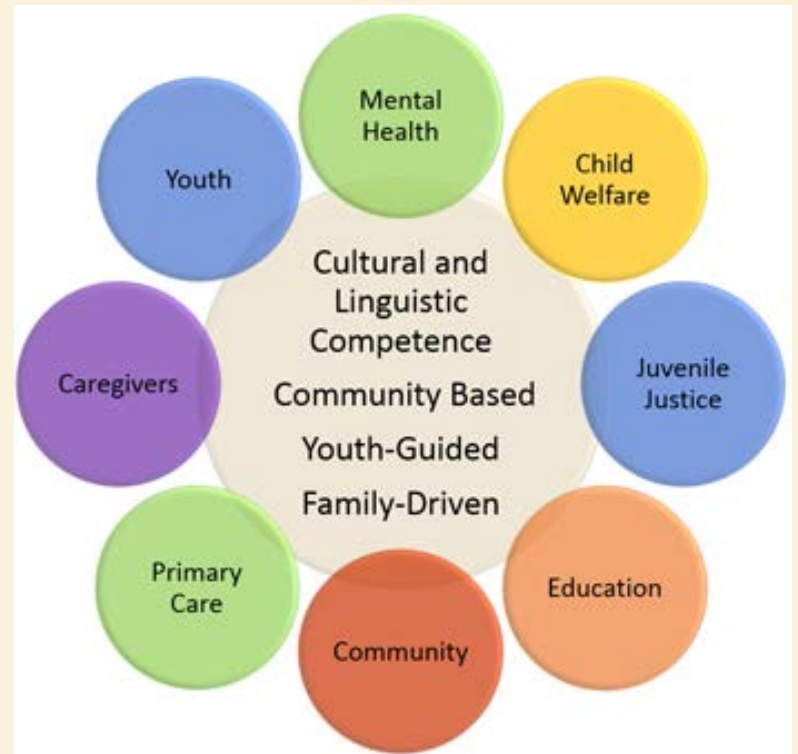 Mental
Health
Child
Welfare
Juvenile
Justice
Education
Community
Primary
Care
Caregivers
Youth
Cultural and
Linguistic
Competence
Community Based
Youth-Guided
Family-Driven